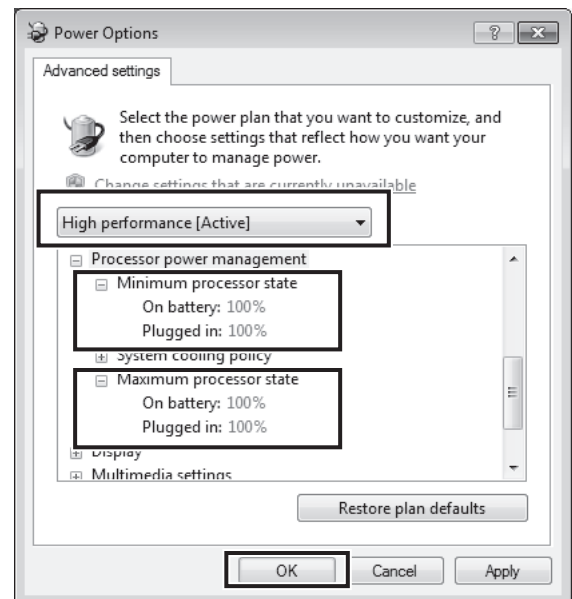 Power Options
Advanced settings
Select the power plan that you want to customize, and
then choose settings that reflect how you want your
computer to manage power.
Change settings that are currently unavailable
High performance [Active]
Processor power management
Minimum processor state
On battery: 100%
Plugged in: 100%
System cooling policy
Maximum processor state
On battery: 100%
Plugged in: 100%
Display
Multimedia settings
Restore plan defaults
OK Cancel Apply